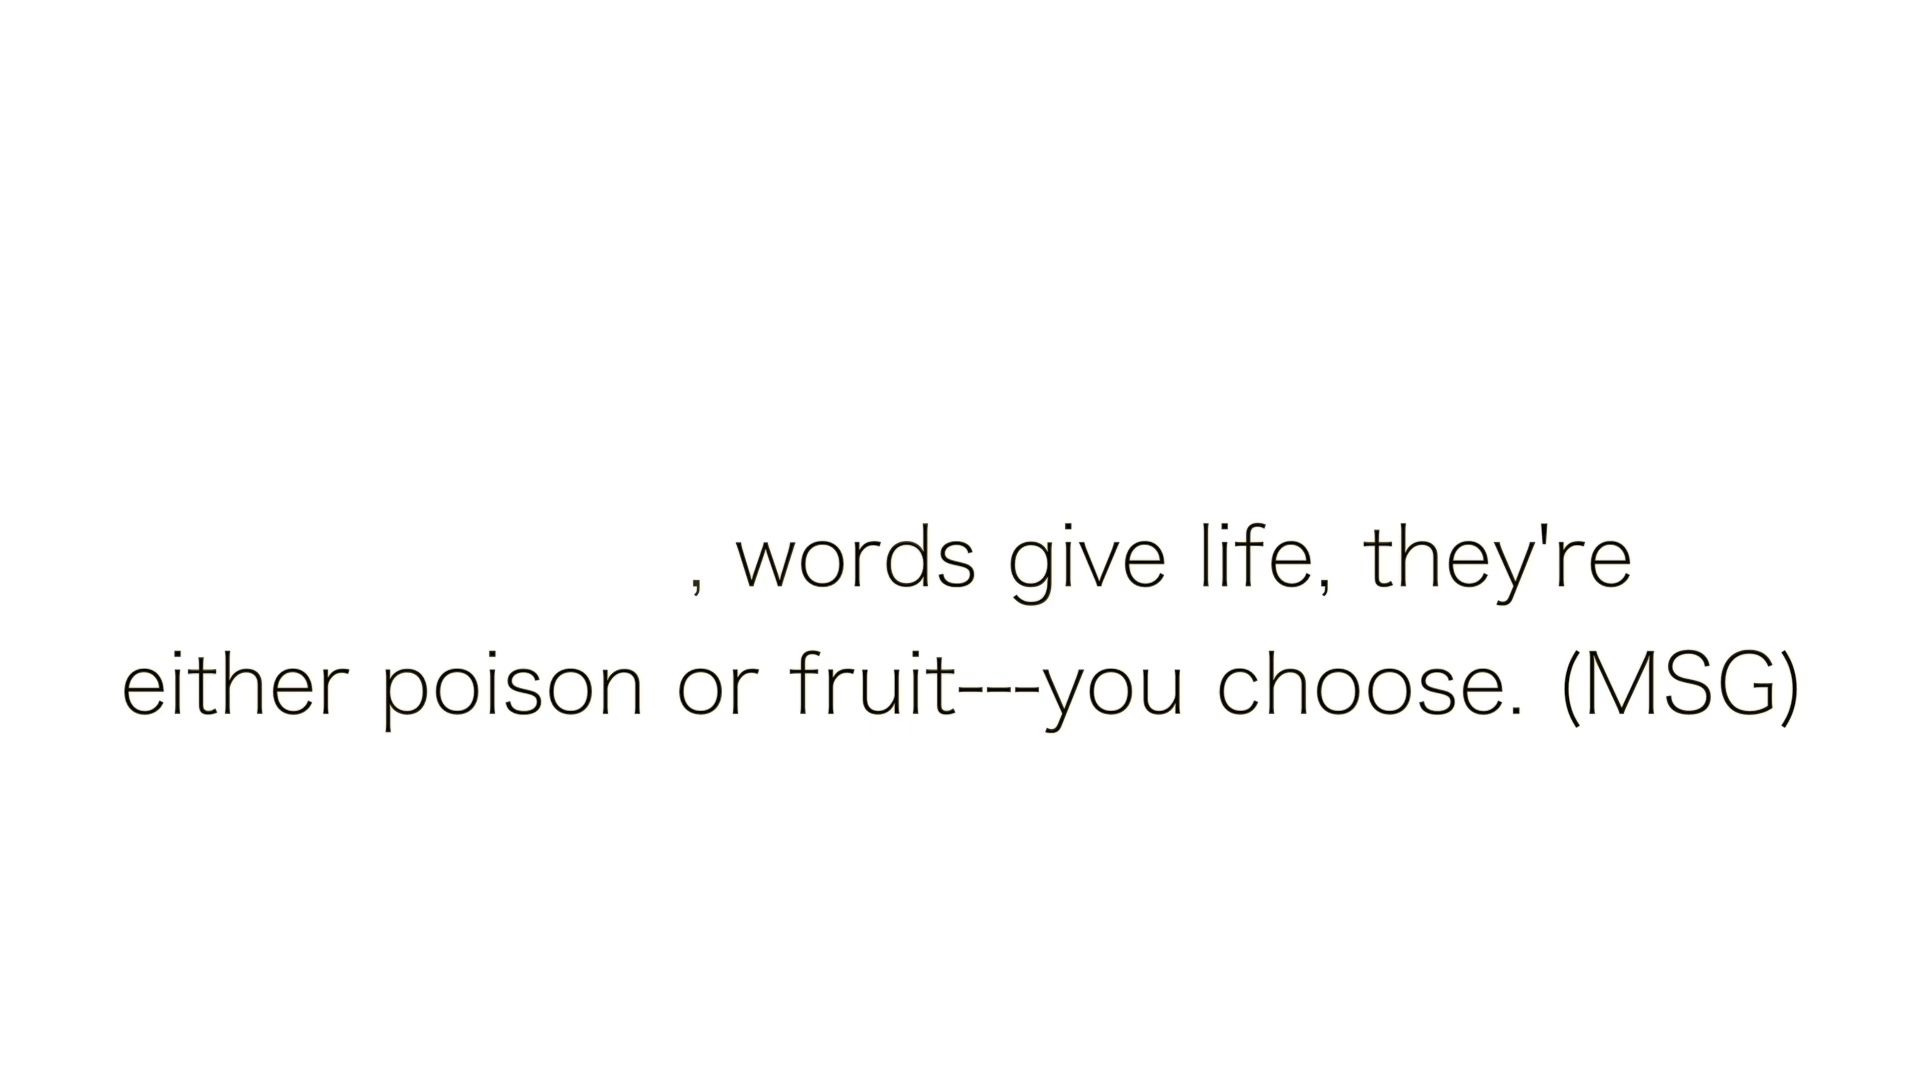 , words give life, they're
either poison or fruit---you choose. (MSG)